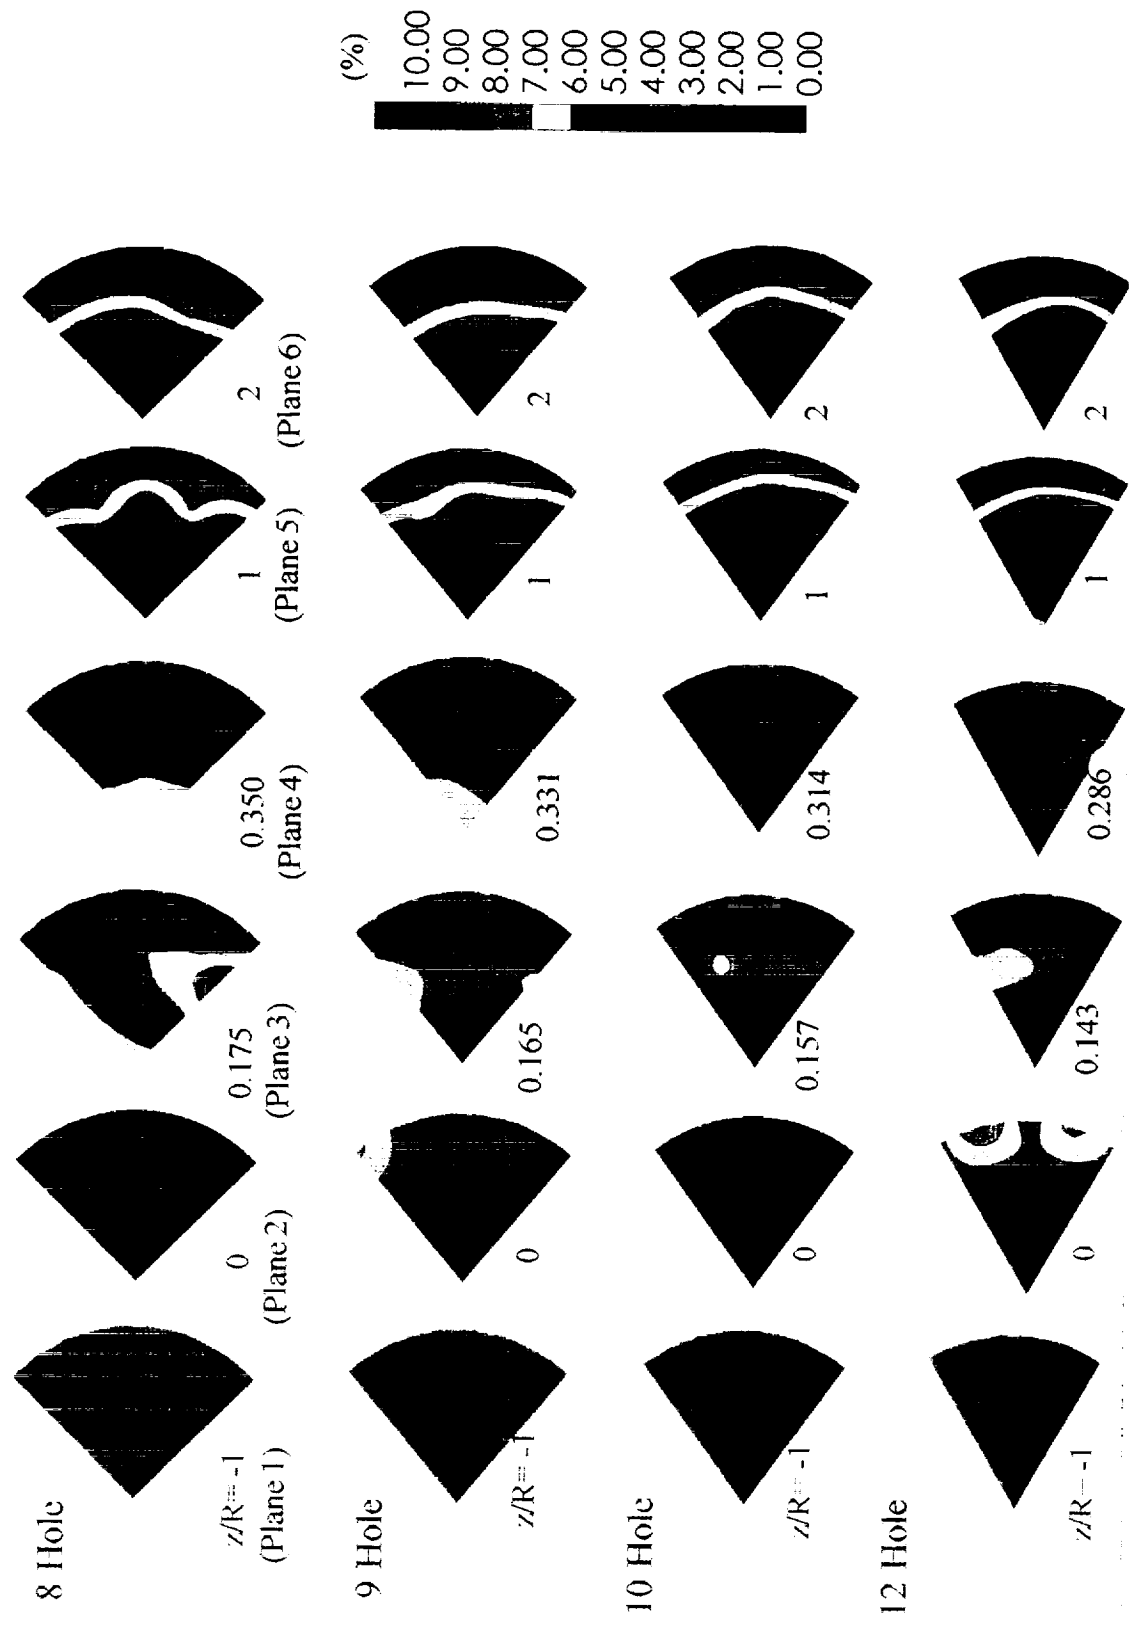 8 Hole
z/R= -1
0
0.175
0.350
1
2
(Plane 1)
(Plane 2)
(Plane 3)
(Plane 4)
(Plane 5)
(Plane 6)
9 Hole
z/R= -1
0
0.165
0.331
1
2
10 Hole
z/R= -1
0
0.157
0.314
1
2
12 Hole
z/R= -1
0
0.143
0.286
1
2
(%)
10.00
9.00
8.00
7.00
6.00
5.00
4.00
3.00
2.00
1.00
0.00